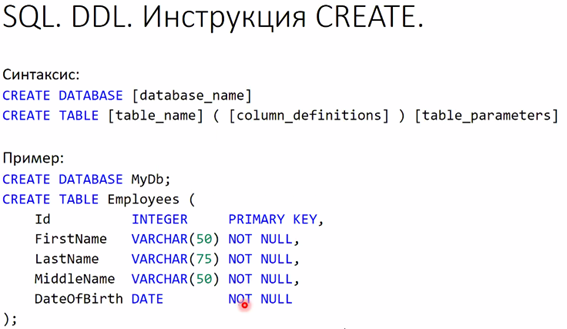 SQL. DDL. Инструкция CREATE.
Синтаксис:
CREATE DATABASE [database_name]
CREATE TABLE [table_name] ( [column_definitions] ) [table_parameters]
Пример:
CREATE DATABASE MyDb;
CREATE TABLE Employees (
Id INTEGER PRIMARY KEY,
FirstName VARCHAR(50) NOT NULL,
LastName VARCHAR(75) NOT NULL,
MiddleName VARCHAR(50) NOT NULL,
DateOfBirth DATE NOT NULL
);